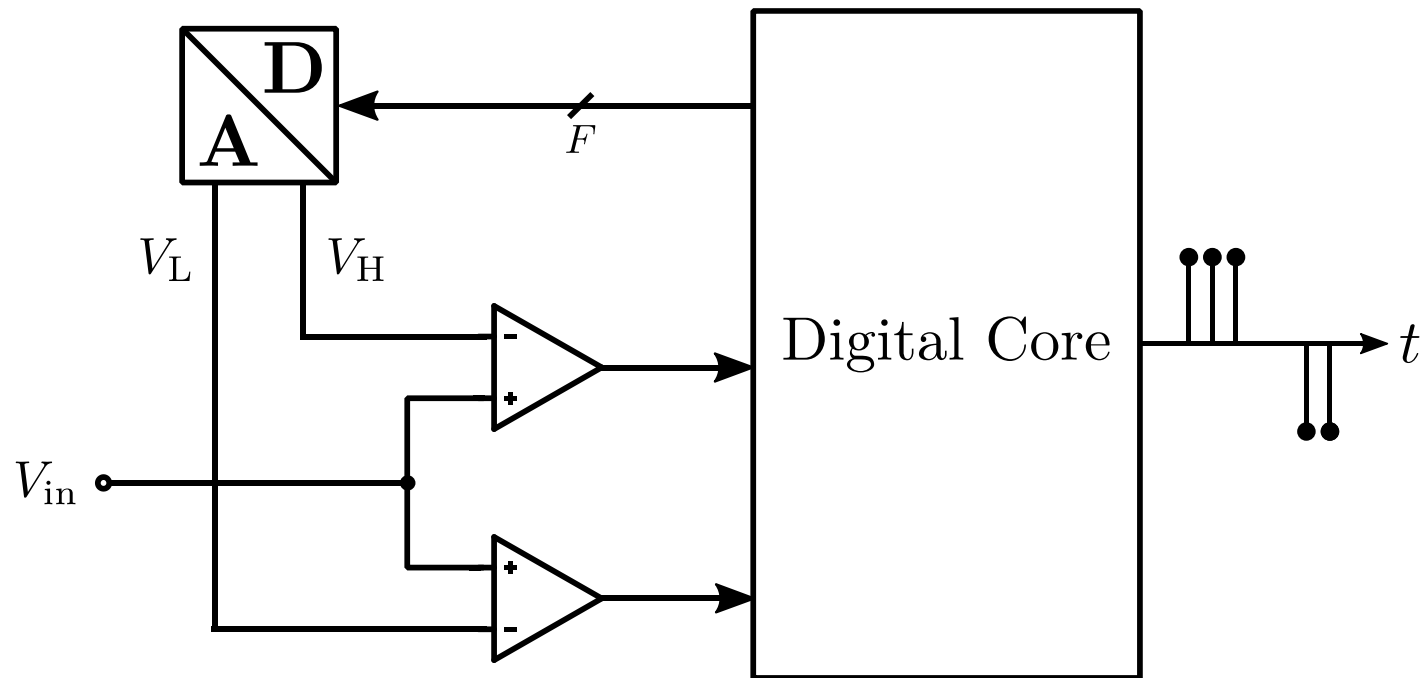 D
A
F
V_L
V_H
-
+
Digital Core
t
V_in
+
-